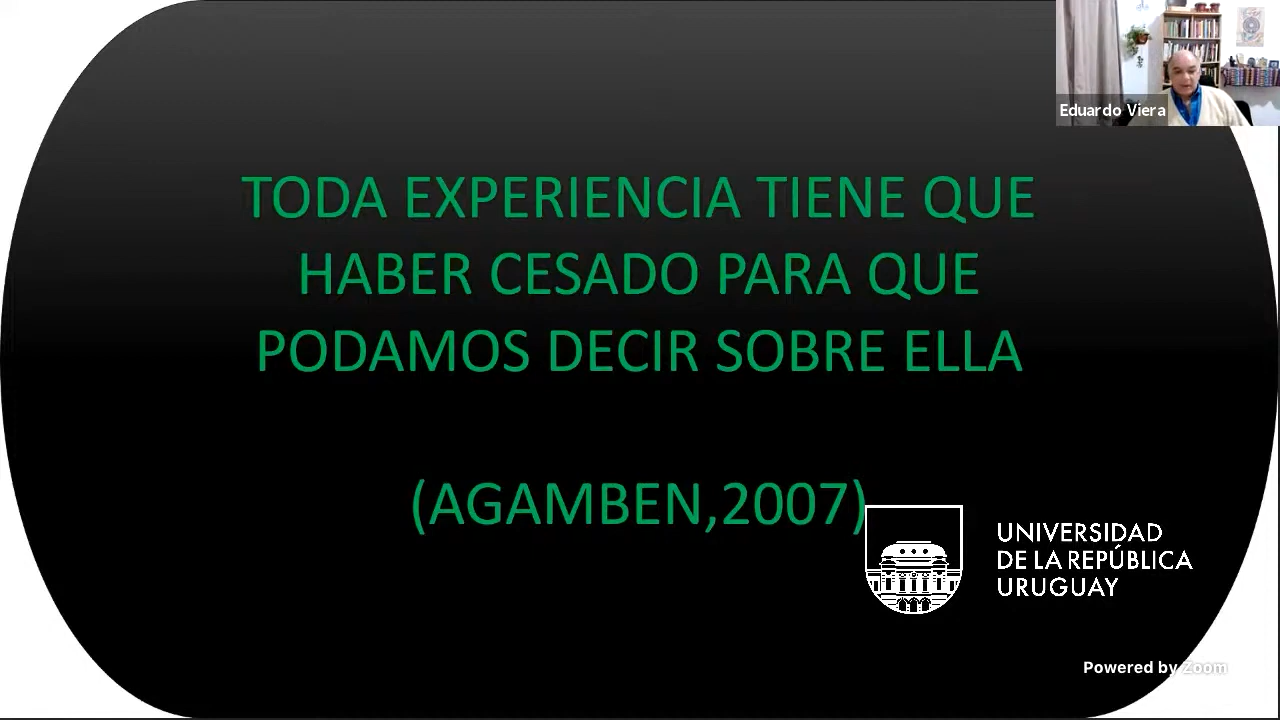 Eduardo Viera
TODA EXPERIENCIA TIENE QUE
HABER CESADO PARA QUE
PODAMOS DECIR SOBRE ELLA
(AGAMBEN,2007)
UNIVERSIDAD
DE LA REPÚBLICA
URUGUAY
Powered by Zoom